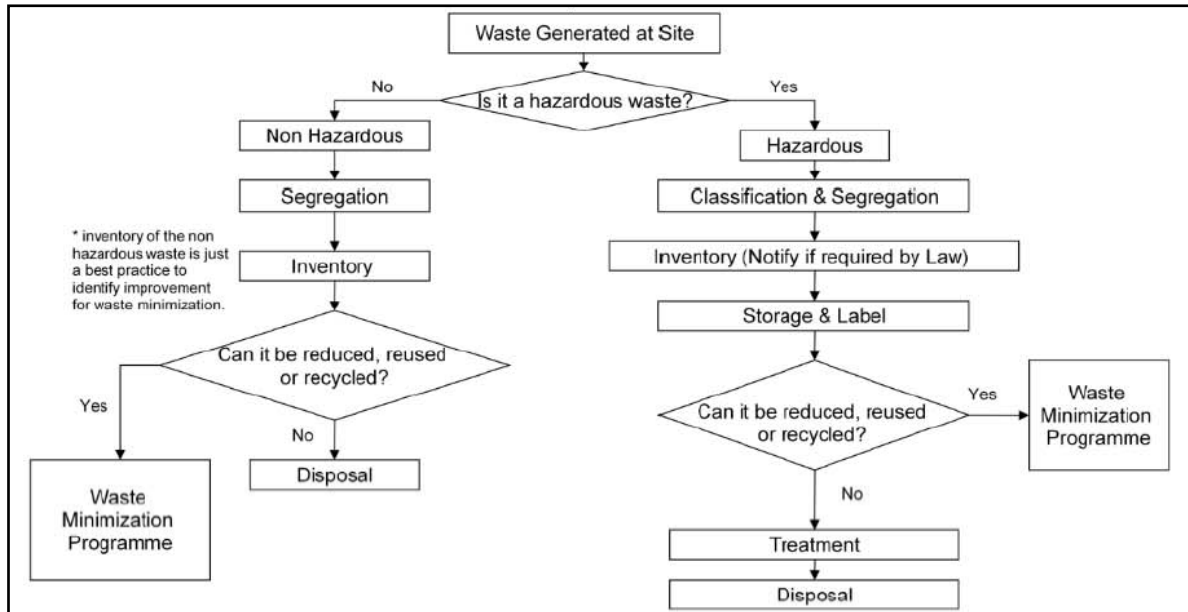 Waste Generated at Site
Is it a hazardous waste?
No
Yes
Non Hazardous
Segregation
* inventory of the non
hazardous waste is just
a best practice to
identify improvement
for waste minimization.
Inventory
Can it be reduced, reused
or recycled?
Yes
No
Waste
Minimization
Programme
Disposal
Hazardous
Classification & Segregation
Inventory (Notify if required by Law)
Storage & Label
Can it be reduced, reused
or recycled?
Yes
Waste
Minimization
Programme
No
Treatment
Disposal